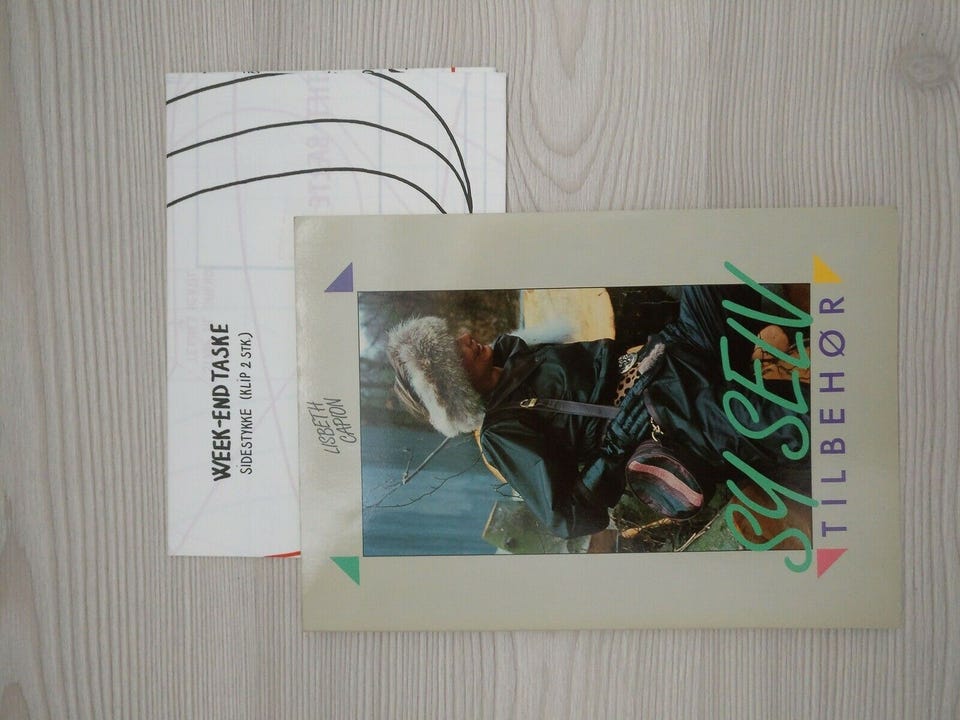 WEEK-END TASKE
SIDESTYKKE (KLIP 2 STK.)
LISBETH
CAPION
SY SELV
TILBEHØR